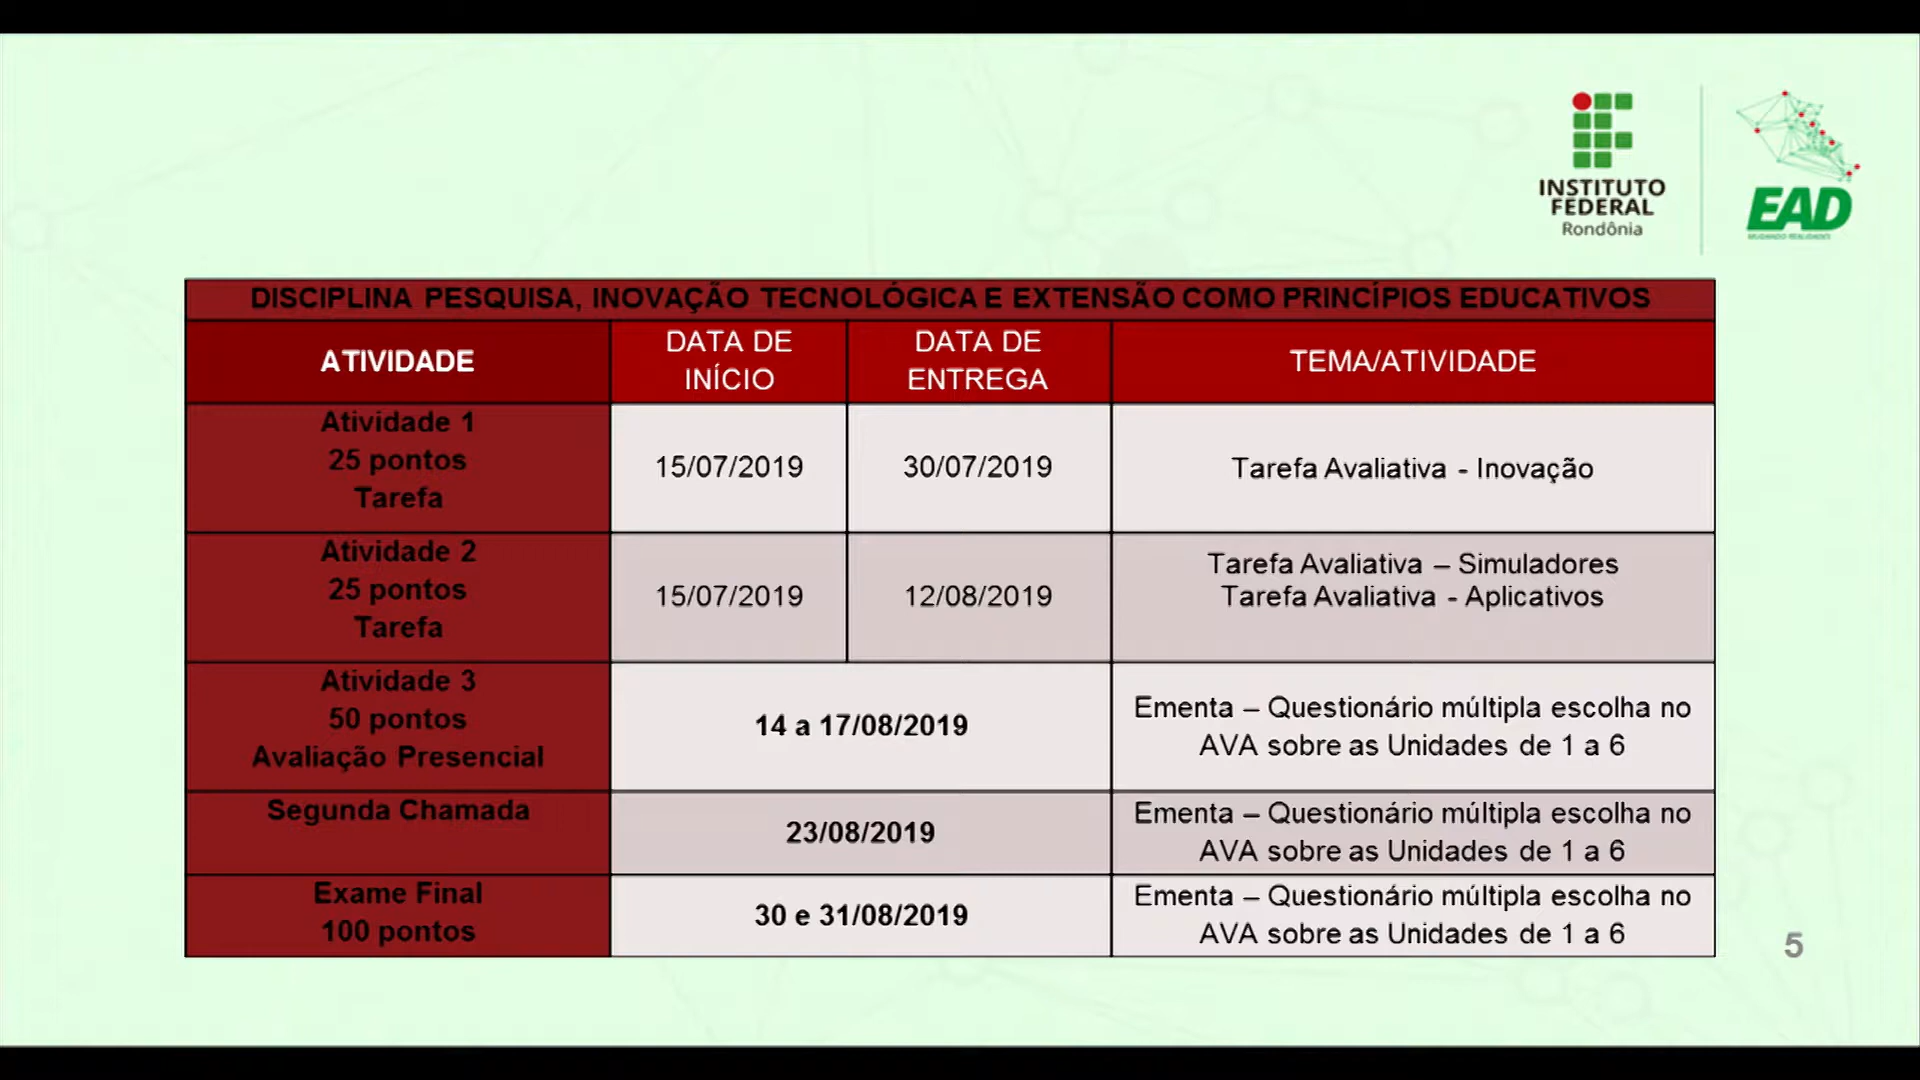 INSTITUTO
FEDERAL
Rondônia
EAD
DISCIPLINA PESQUISA, INOVAÇÃO TECNOLÓGICA E EXTENSÃO COMO PRINCÍPIOS EDUCATIVOS
ATIVIDADE
DATA DE
INÍCIO
DATA DE
ENTREGA
TEMA/ATIVIDADE
Atividade 1
25 pontos
Tarefa
15/07/2019
30/07/2019
Tarefa Avaliativa - Inovação
Atividade 2
25 pontos
Tarefa
15/07/2019
12/08/2019
Tarefa Avaliativa – Simuladores
Tarefa Avaliativa - Aplicativos
Atividade 3
50 pontos
Avaliação Presencial
14 a 17/08/2019
Ementa – Questionário múltipla escolha no
AVA sobre as Unidades de 1 a 6
Segunda Chamada
23/08/2019
Ementa – Questionário múltipla escolha no
AVA sobre as Unidades de 1 a 6
Exame Final
100 pontos
30 e 31/08/2019
Ementa – Questionário múltipla escolha no
AVA sobre as Unidades de 1 a 6
5